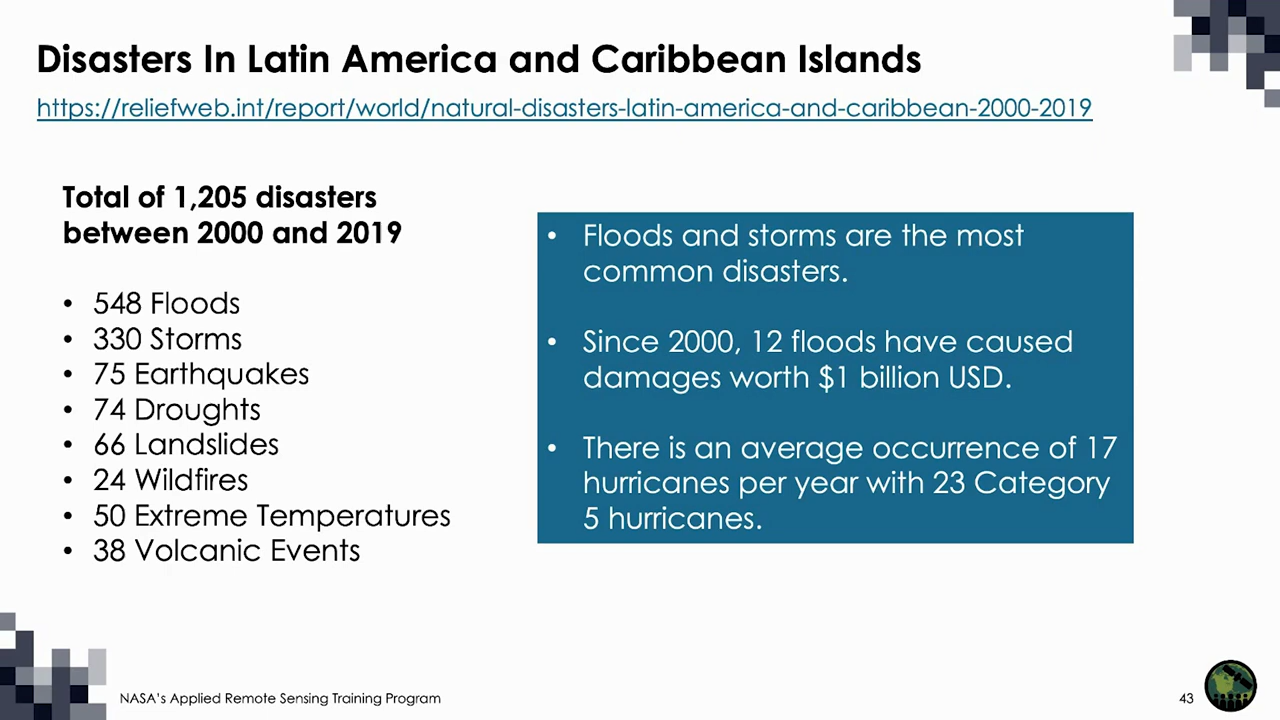 Disasters In Latin America and Caribbean Islands
https://reliefweb.int/report/world/natural-disasters-latin-america-and-caribbean-2000-2019
Total of 1,205 disasters
between 2000 and 2019
• 548 Floods
• 330 Storms
• 75 Earthquakes
• 74 Droughts
• 66 Landslides
• 24 Wildfires
• 50 Extreme Temperatures
• 38 Volcanic Events
• Floods and storms are the most
common disasters.
• Since 2000, 12 floods have caused
damages worth $1 billion USD.
• There is an average occurrence of 17
hurricanes per year with 23 Category
5 hurricanes.
NASA's Applied Remote Sensing Training Program
43